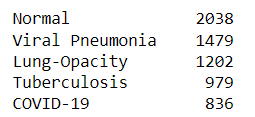 Normal 2038
Viral Pneumonia 1479
Lung-Opacity 1202
Tuberculosis 979
COVID-19 836